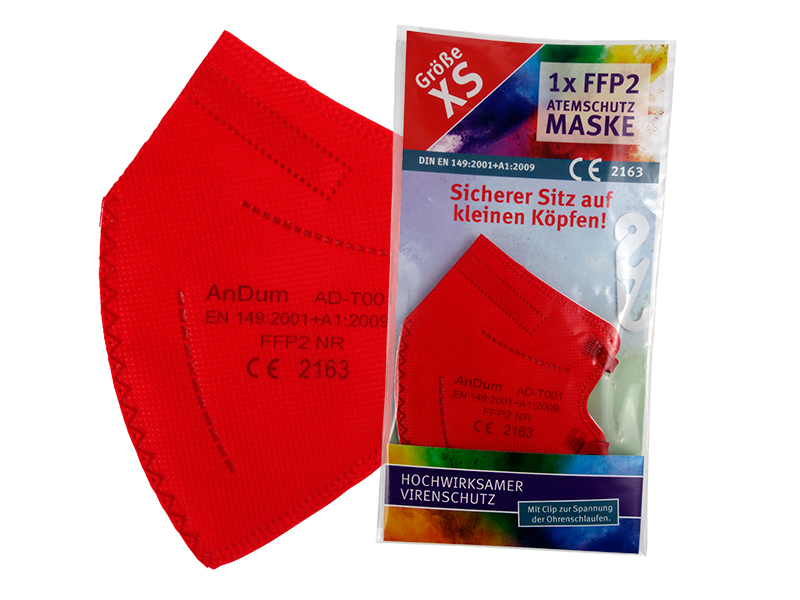 AnDum AD-T001
EN 149:2001+A1:2009
FFP2 NR
CE 2163
Größe
XS
1x FFP2
ATEMSCHUTZ
MASKE
DIN EN 149:2001+A1:2009
CE 2163
Sicherer Sitz auf
kleinen Köpfen!
AnDum AD-T001
EN 149:2001+A1:2009
FFP2 NR
CE 2163
HOCHWIRKSAMER
VIRENSCHUTZ
Mit Clip zur Spannung
der Ohrenschlaufen.